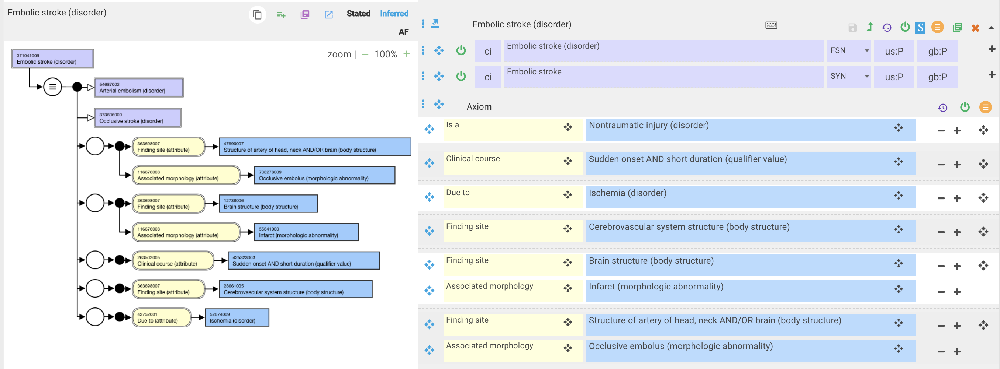 Embolic stroke (disorder)
Stated Inferred
AF
zoom | − 100% +
371041009
Embolic stroke (disorder)
54687002
Arterial embolism (disorder)
373606000
Occlusive stroke (disorder)
363698007
Finding site (attribute)
47990007
Structure of artery of head, neck AND/OR brain (body structure)
116676008
Associated morphology (attribute)
738278009
Occlusive embolus (morphologic abnormality)
363698007
Finding site (attribute)
12738006
Brain structure (body structure)
116676008
Associated morphology (attribute)
55641003
Infarct (morphologic abnormality)
263502005
Clinical course (attribute)
425323003
Sudden onset AND short duration (qualifier value)
363698007
Finding site (attribute)
28661005
Cerebrovascular system structure (body structure)
42752001
Due to (attribute)
52674009
Ischemia (disorder)
Embolic stroke (disorder)
S
ci Embolic stroke (disorder) FSN us:P gb:P
ci Embolic stroke SYN us:P gb:P
Axiom
Is a Nontraumatic injury (disorder)
Clinical course Sudden onset AND short duration (qualifier value)
Due to Ischemia (disorder)
Finding site Cerebrovascular system structure (body structure)
Finding site Brain structure (body structure)
Associated morphology Infarct (morphologic abnormality)
Finding site Structure of artery of head, neck AND/OR brain (body structure)
Associated morphology Occlusive embolus (morphologic abnormality)